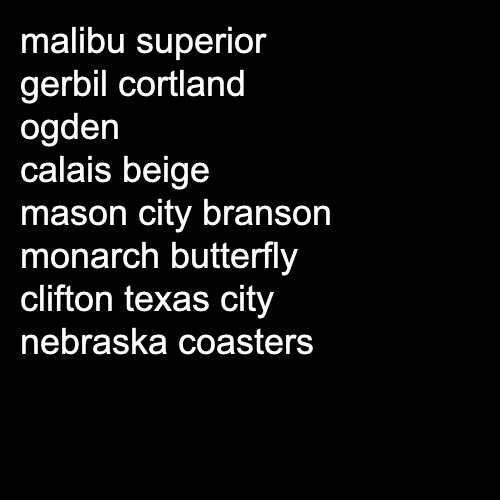 malibu superior
gerbil cortland
ogden
calais beige
mason city branson
monarch butterfly
clifton texas city
nebraska coasters